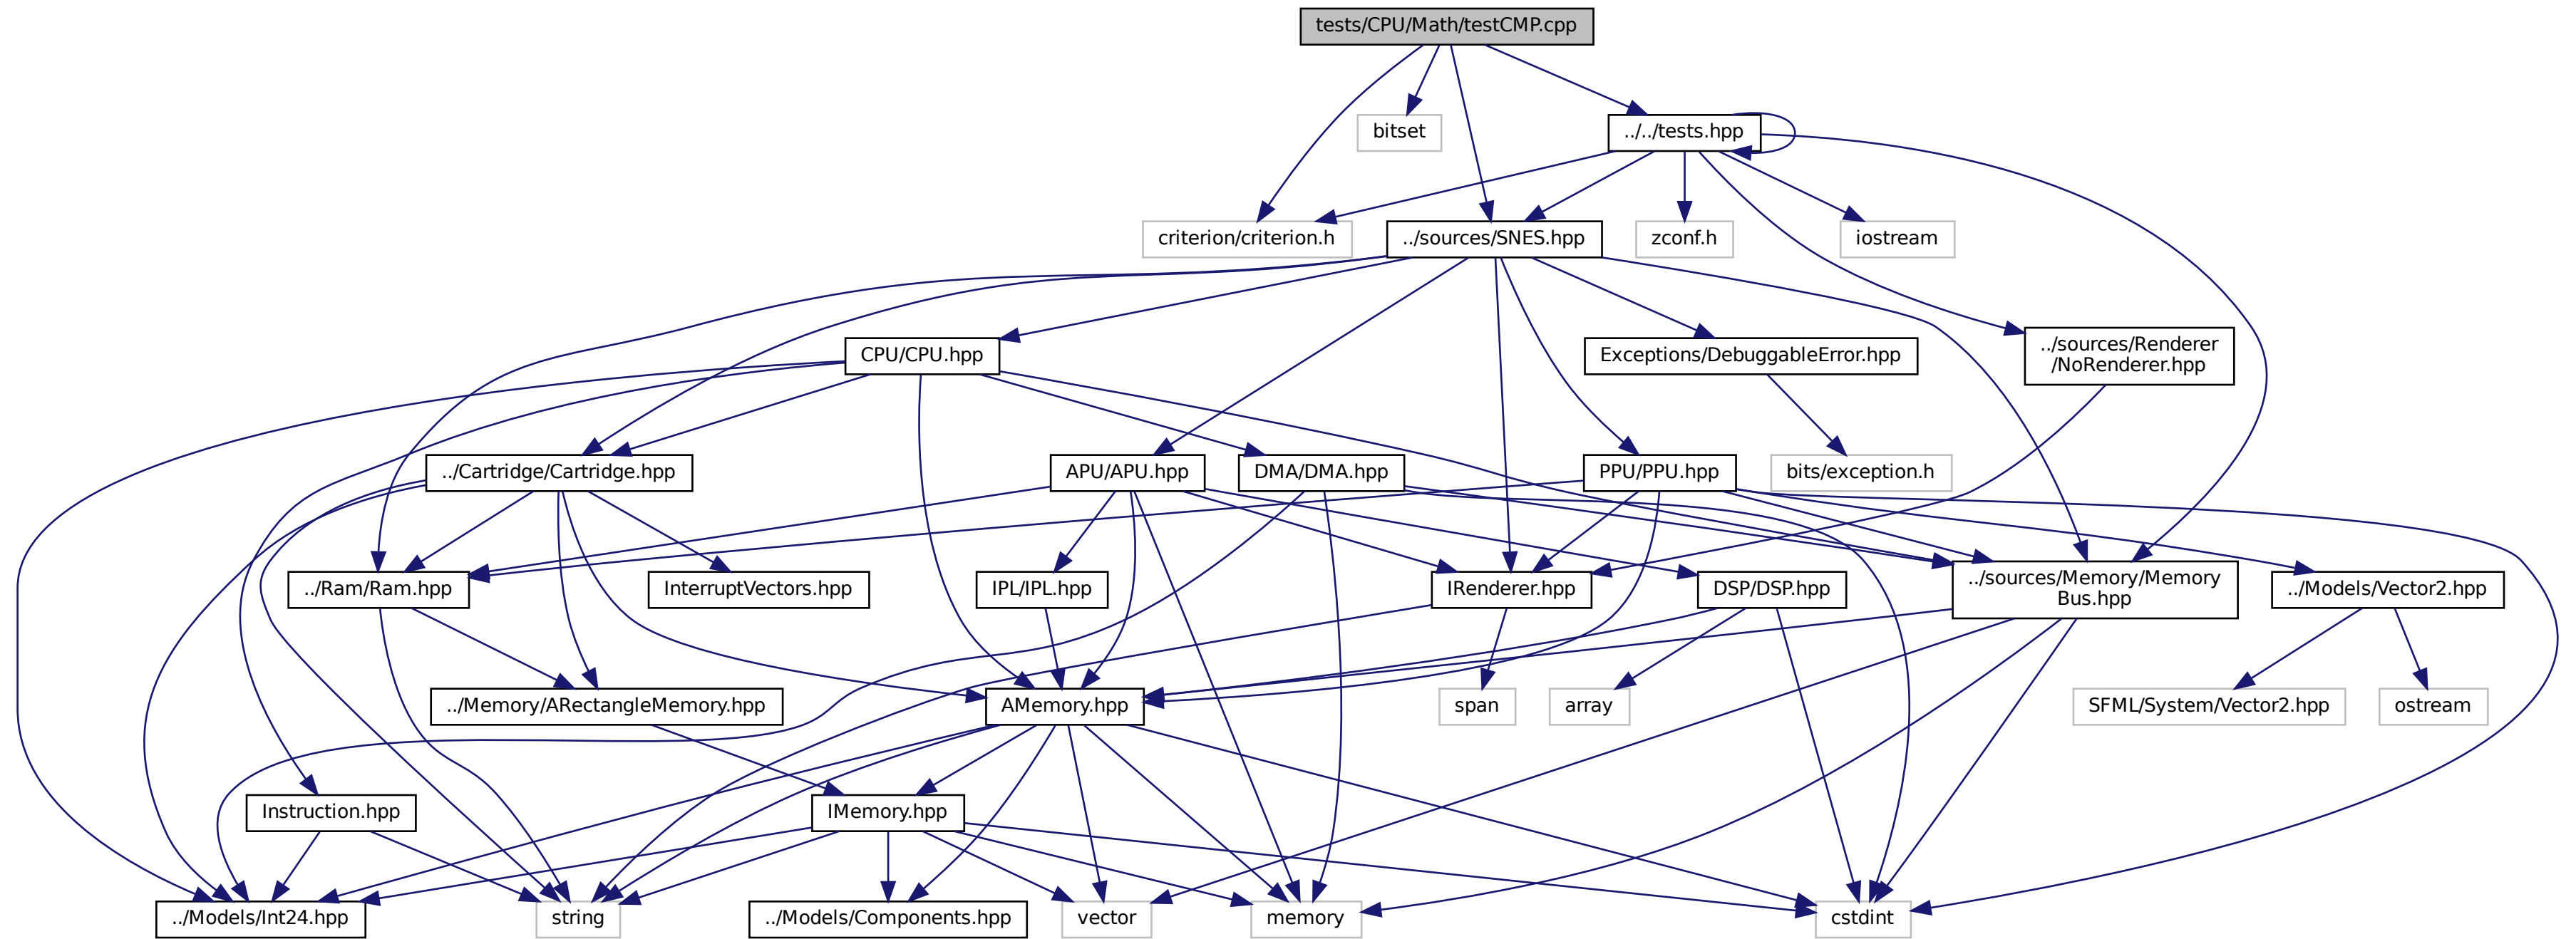 tests/CPU/Math/testCMP.cpp
bitset
../../tests.hpp
criterion/criterion.h
../sources/SNES.hpp
zconf.h
iostream
CPU/CPU.hpp
Exceptions/DebuggableError.hpp
../sources/Renderer
/NoRenderer.hpp
../Cartridge/Cartridge.hpp
APU/APU.hpp
DMA/DMA.hpp
PPU/PPU.hpp
bits/exception.h
../Ram/Ram.hpp
InterruptVectors.hpp
IPL/IPL.hpp
IRenderer.hpp
DSP/DSP.hpp
../sources/Memory/Memory
Bus.hpp
../Models/Vector2.hpp
../Memory/ARectangleMemory.hpp
AMemory.hpp
span
array
SFML/System/Vector2.hpp
ostream
Instruction.hpp
IMemory.hpp
../Models/Int24.hpp
string
../Models/Components.hpp
vector
memory
cstdint